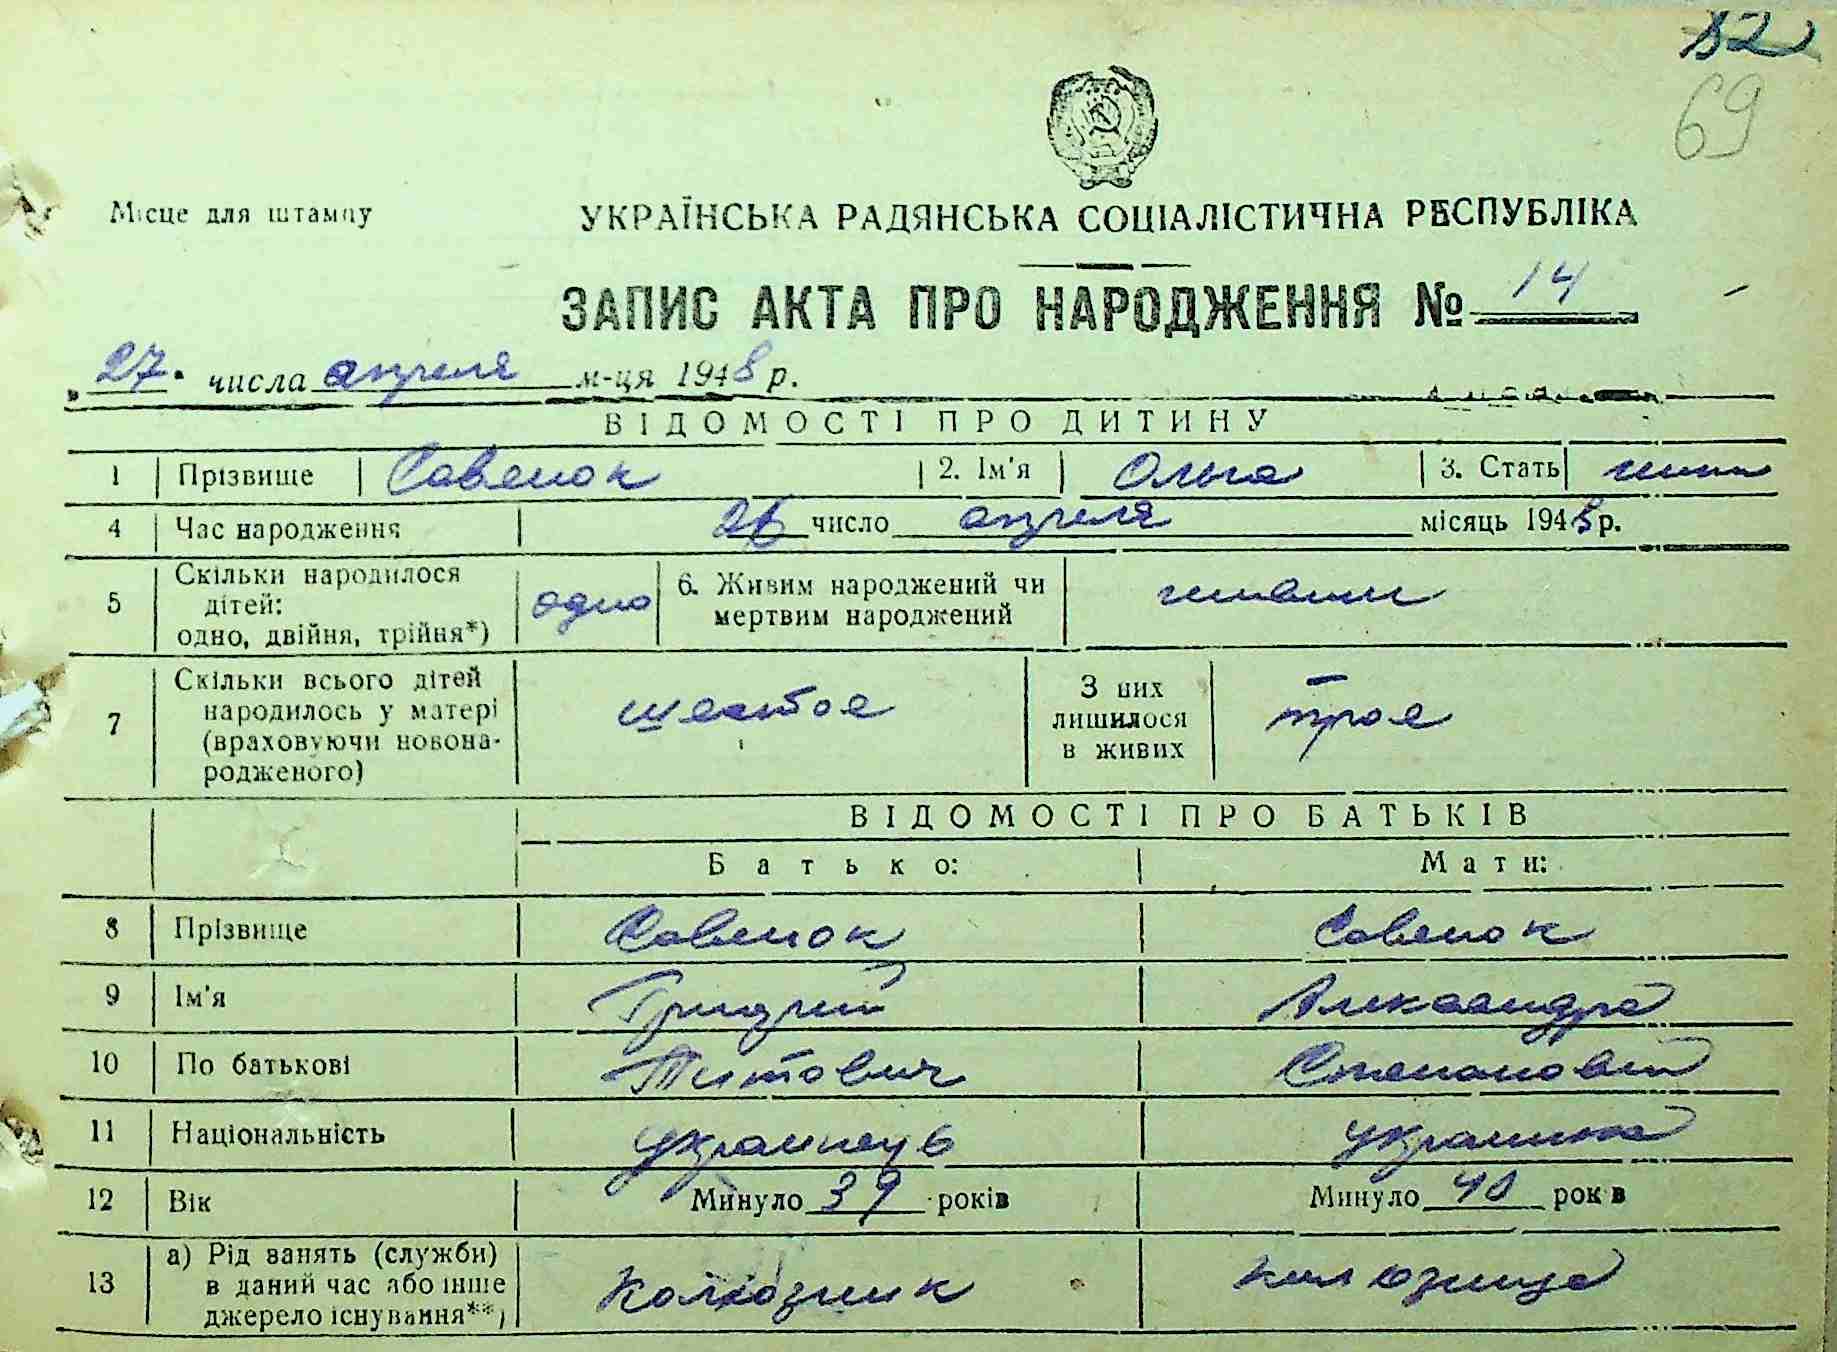 82
69
Місце для штампу
УКРАЇНСЬКА РАДЯНСЬКА СОЦІАЛІСТИЧНА РЕСПУБЛІКА
ЗАПИС АКТА ПРО НАРОДЖЕННЯ № 14
„27" числа апреля м-ця 1948 р.
ВІДОМОСТІ ПРО ДИТИНУ
1 Прізвище Савенок 2. Ім'я Ольга 3. Стать
4 Час народження 26 число апреля місяць 1948 р.
5 Скільки народилося дітей: одно, двійня, трійня*) одно 6. Живим народжений чи мертвим народжений живым
7 Скільки всього дітей народилось у матері (враховуючи новонародженого) шестое З них лишилося в живих трое
ВІДОМОСТІ ПРО БАТЬКІВ
Батько: Мати:
8 Прізвище Савенок Савенок
9 Ім'я Александра
10 По батькові Титович Степановна
11 Національність украинец украинка
12 Вік Минуло 39 років Минуло 40 років
13 а) Рід занять (служби) в даний час або інше джерело існування**) Колхозник колхозница